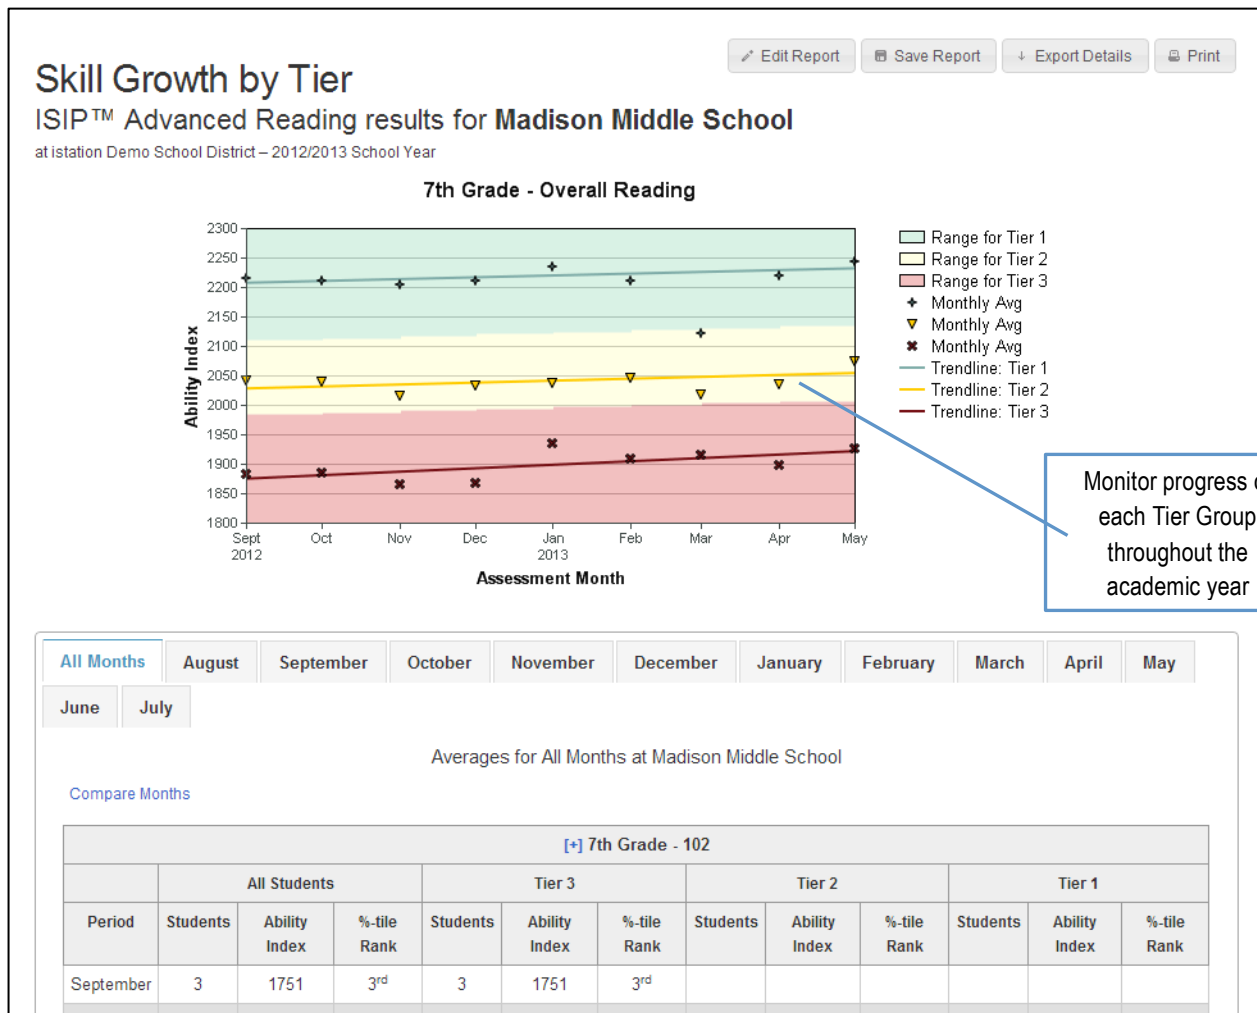 Edit Report
Save Report
Export Details
Print
Skill Growth by Tier
ISIP™ Advanced Reading results for Madison Middle School
at istation Demo School District – 2012/2013 School Year
7th Grade - Overall Reading
2300
2250
2200
2150
2100
2050
2000
1950
1900
1850
1800
Ability Index
Sept Oct Nov Dec Jan Feb Mar Apr May
2012 2013
Assessment Month
Range for Tier 1
Range for Tier 2
Range for Tier 3
Monthly Avg
Monthly Avg
Monthly Avg
Trendline: Tier 1
Trendline: Tier 2
Trendline: Tier 3
Monitor progress
each Tier Group
throughout the
academic year
All Months August September October November December January February March April May
June July
Averages for All Months at Madison Middle School
Compare Months
[+] 7th Grade - 102
All Students Tier 3 Tier 2 Tier 1
Period Students Ability Index %-tile Rank Students Ability Index %-tile Rank Students Ability Index %-tile Rank Students Ability Index %-tile Rank
September 3 1751 3rd 3 1751 3rd